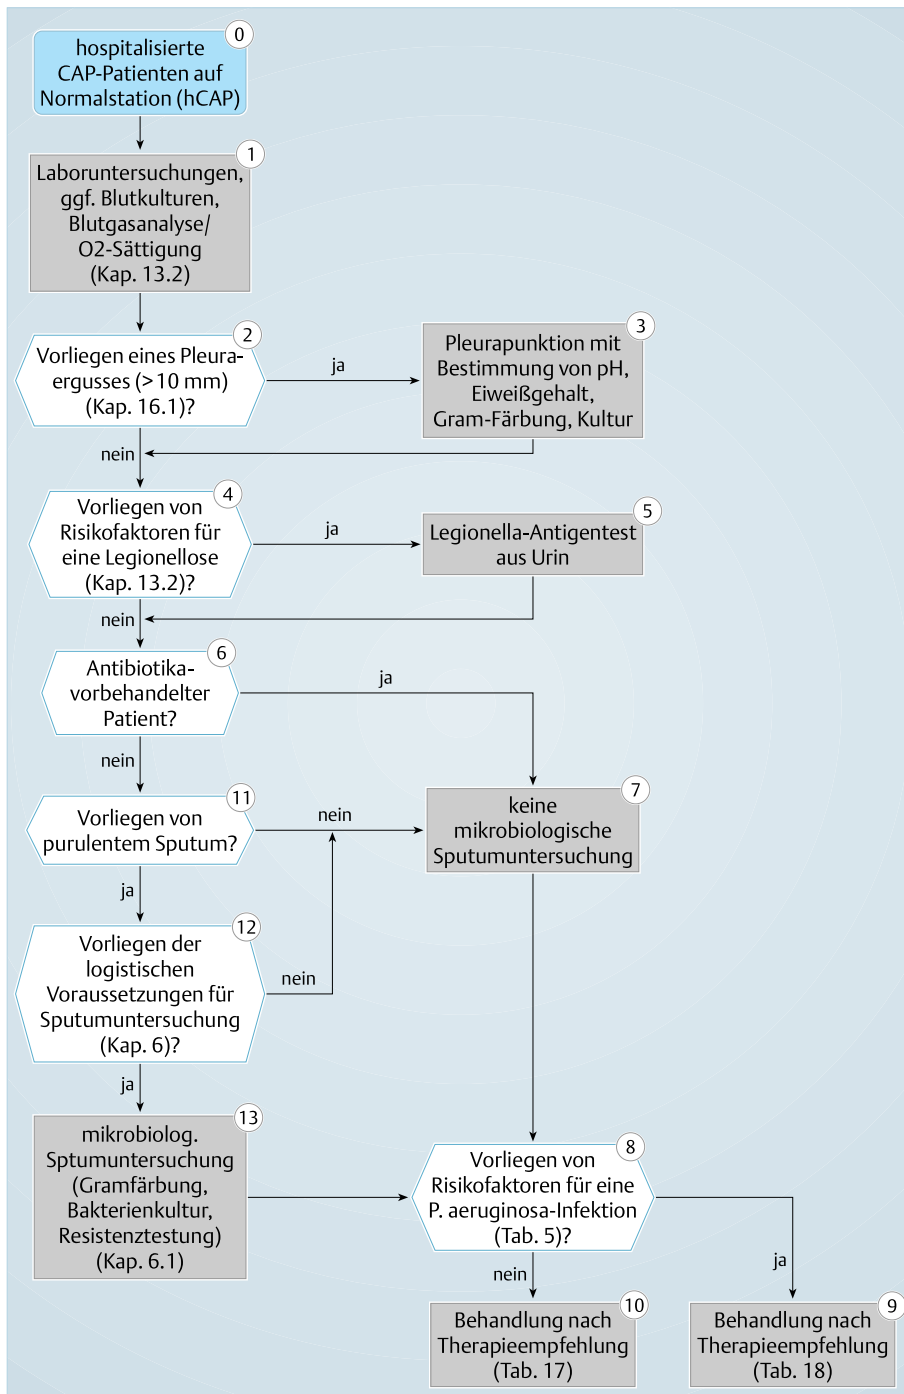 0
hospitalisierte
CAP-Patienten auf
Normalstation (hCAP)
1
Laboruntersuchungen,
ggf. Blutkulturen,
Blutgasanalyse/
O2-Sättigung
(Kap. 13.2)
2
Vorliegen eines Pleura-
ergusses (>10 mm)
(Kap. 16.1)?
ja
3
Pleurapunktion mit
Bestimmung von pH,
Eiweißgehalt,
Gram-Färbung, Kultur
nein
4
Vorliegen von
Risikofaktoren für
eine Legionellose
(Kap. 13.2)?
ja
5
Legionella-Antigentest
aus Urin
nein
6
Antibiotika-
vorbehandelter
Patient?
ja
nein
11
Vorliegen von
purulentem Sputum?
nein
7
keine
mikrobiologische
Sputumuntersuchung
ja
12
Vorliegen der
logistischen
Voraussetzungen für
Sputumuntersuchung
(Kap. 6)?
nein
ja
13
mikrobiolog.
Sptumuntersuchung
(Gramfärbung,
Bakterienkultur,
Resistenztestung)
(Kap. 6.1)
8
Vorliegen von
Risikofaktoren für eine
P. aeruginosa-Infektion
(Tab. 5)?
nein
ja
10
Behandlung nach
Therapieempfehlung
(Tab. 17)
9
Behandlung nach
Therapieempfehlung
(Tab. 18)